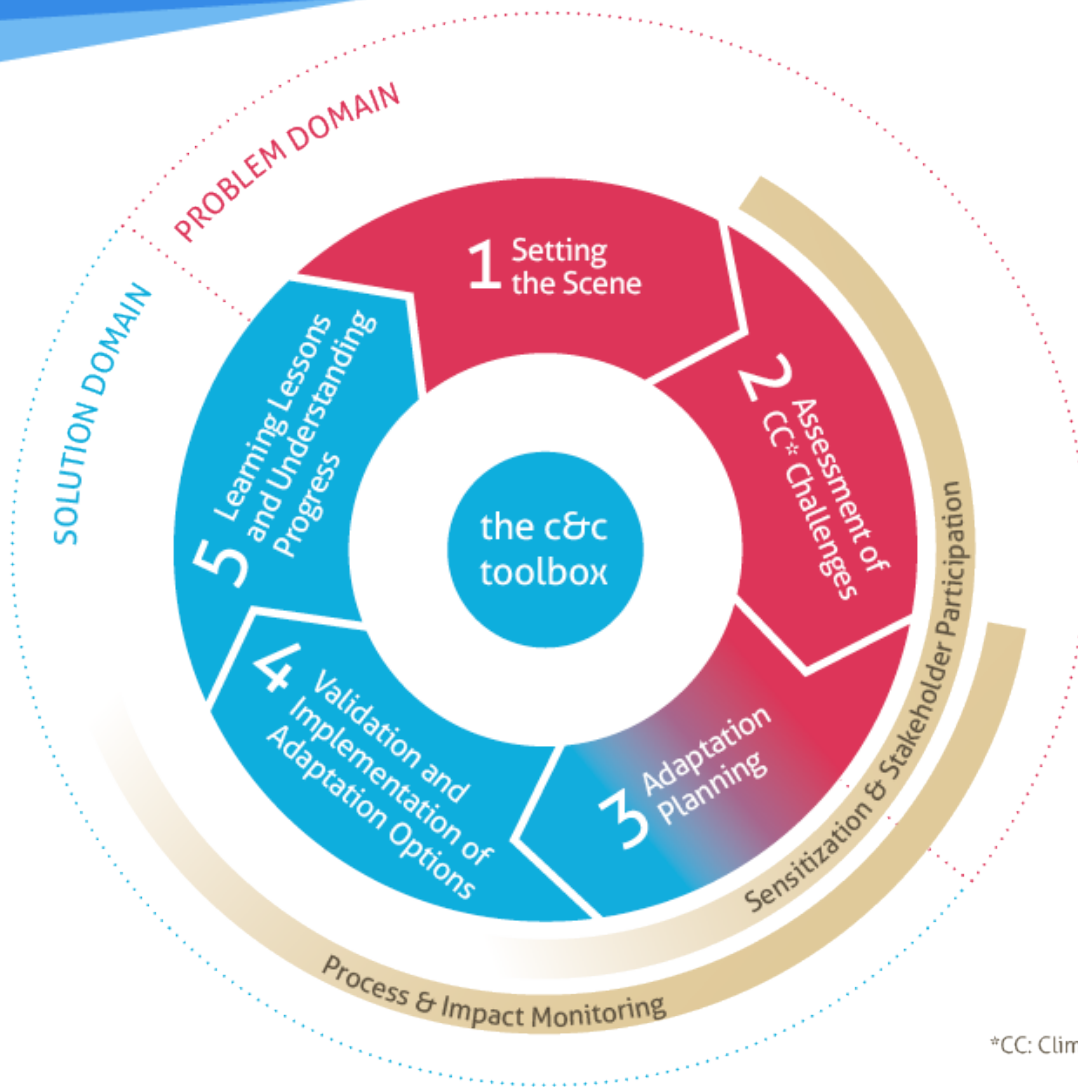 PROBLEM DOMAIN
SOLUTION DOMAIN
1 Setting
the Scene
2 Assessment of
CC* Challenges
3 Adaptation
Planning
4 Validation and
Implementation of
Adaptation Options
5 Learning Lessons
and Understanding
Progress
the c&c
toolbox
Sensitization & Stakeholder Participation
Process & Impact Monitoring
*CC: